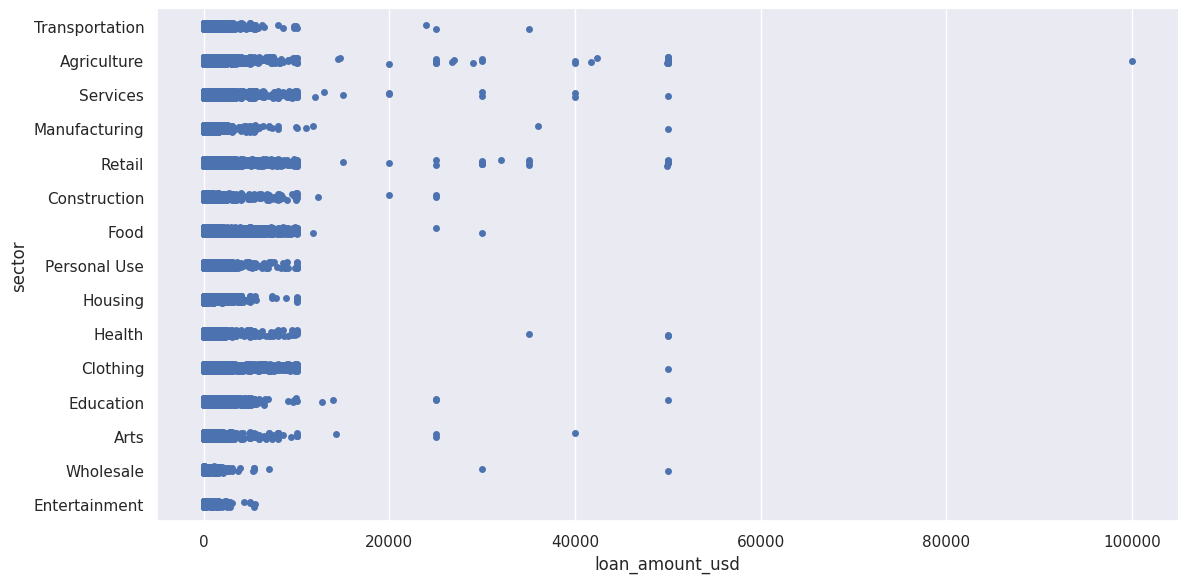 Transportation
Agriculture
Services
Manufacturing
Retail
Construction
Food
Personal Use
Housing
Health
Clothing
Education
Arts
Wholesale
Entertainment
sector
0 20000 40000 60000 80000 100000
loan_amount_usd